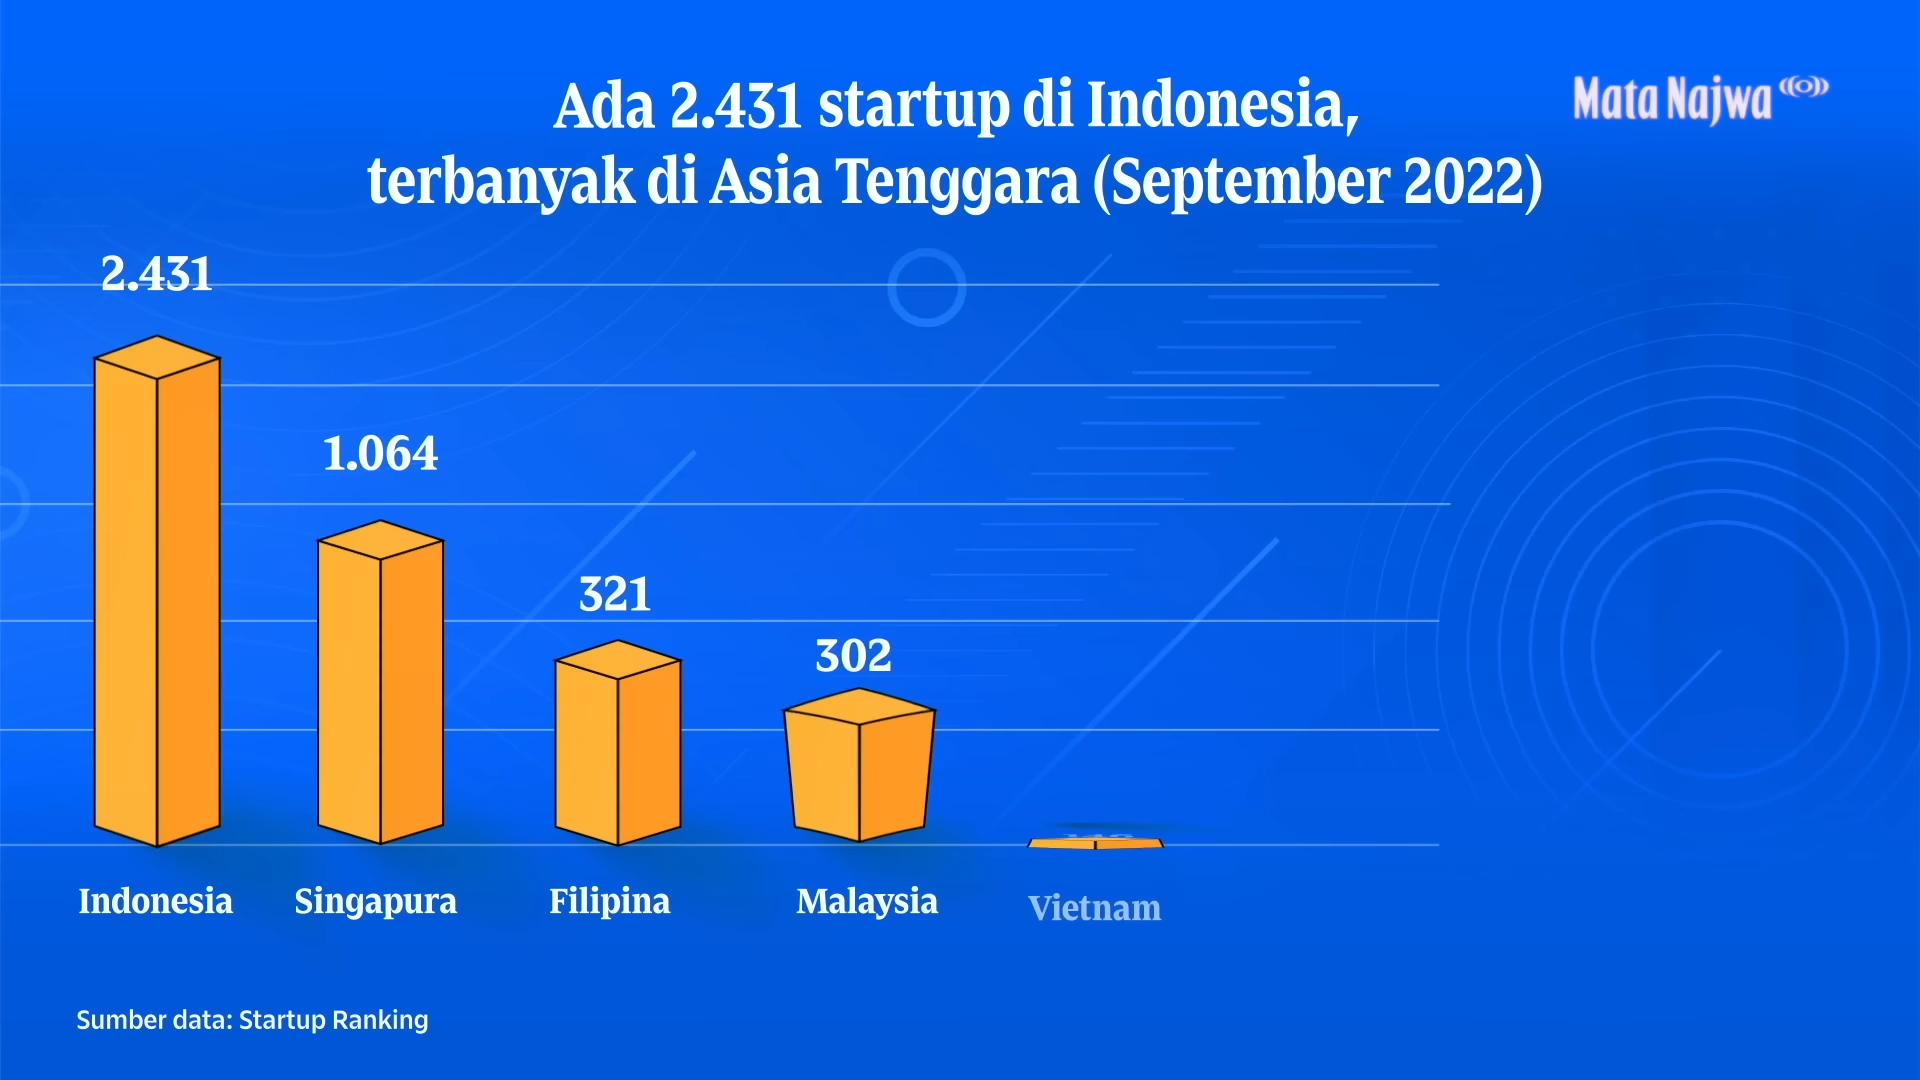 Ada 2.431 startup di Indonesia,
terbanyak di Asia Tenggara (September 2022)
Mata Najwa
2.431
1.064
321
302
Indonesia
Singapura
Filipina
Malaysia
Vietnam
Sumber data: Startup Ranking